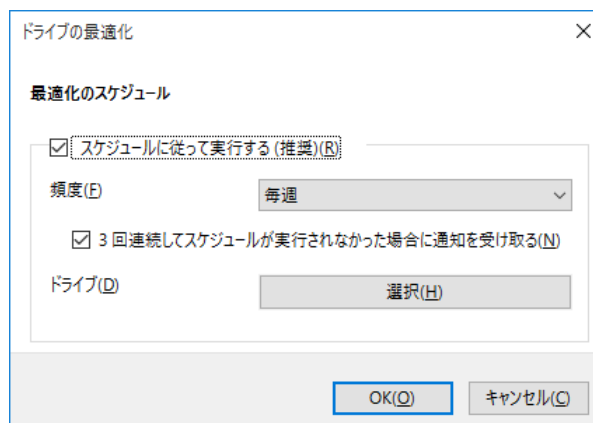 ドライブの最適化
最適化のスケジュール
スケジュールに従って実行する (推奨)(R)
頻度(F)
毎週
3 回連続してスケジュールが実行されなかった場合に通知を受け取る(N)
ドライブ(D)
選択(H)
OK(O)
キャンセル(C)